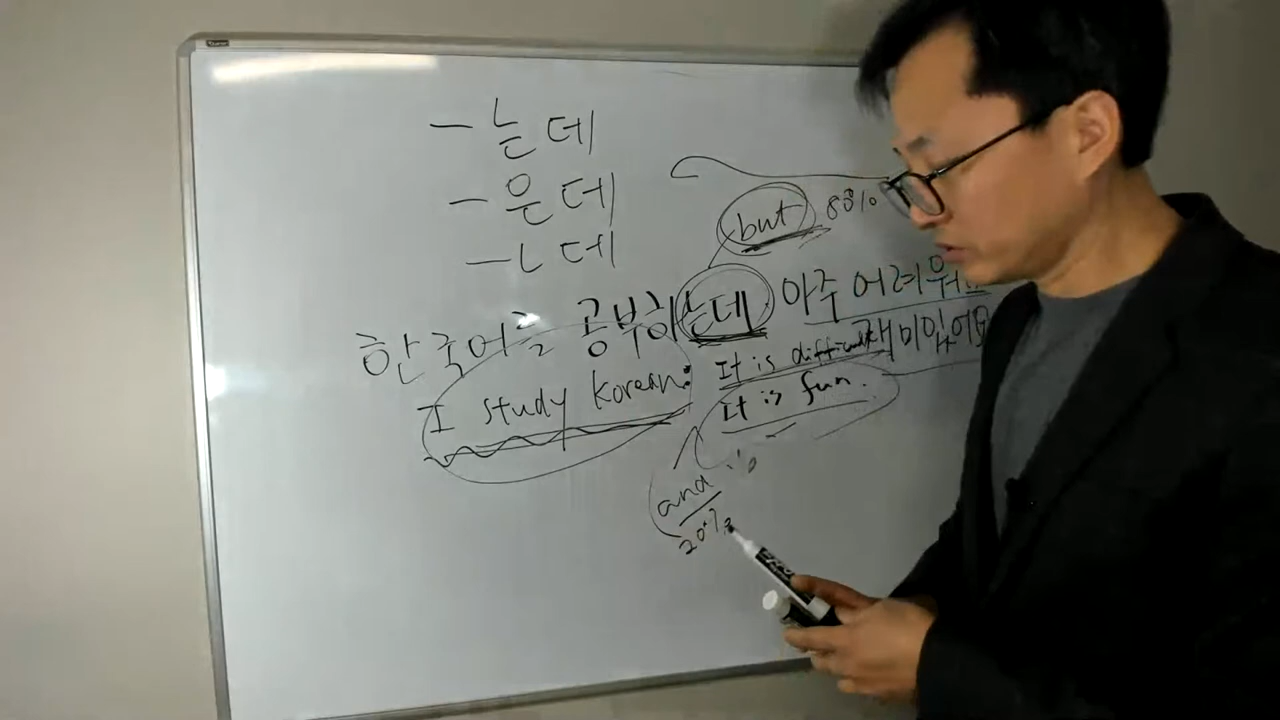 -는데
-은데
-ㄴ데
but 80%
한국어를 공부하는데 아주 어려워요
재미있어요
I study Korean. It is difficult
It is fun.
and
20%